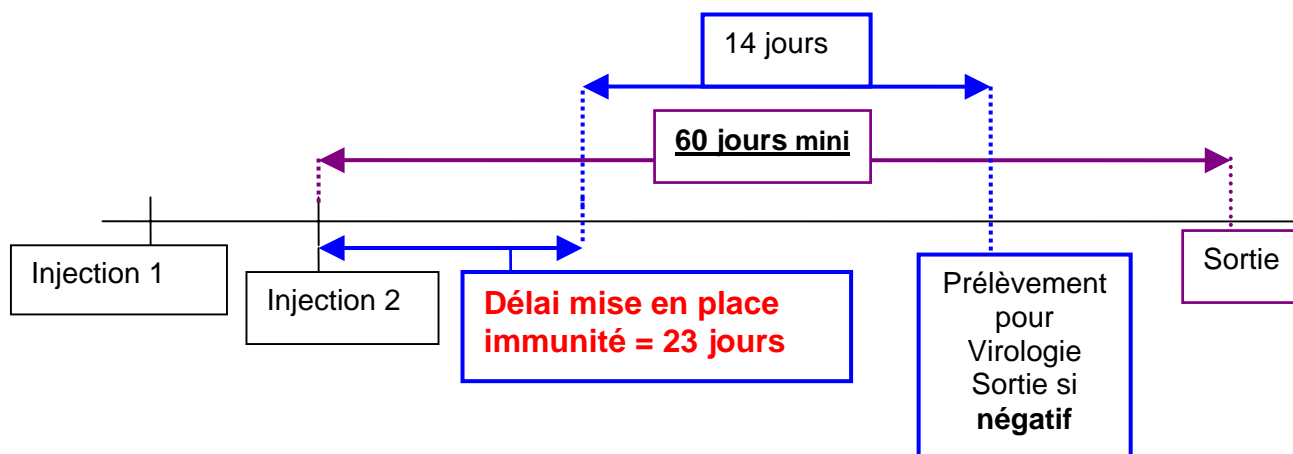 14 jours
60 jours mini
Injection 1
Injection 2
Délai mise en place
immunité = 23 jours
Prélèvement
pour
Virologie
Sortie si
négatif
Sortie